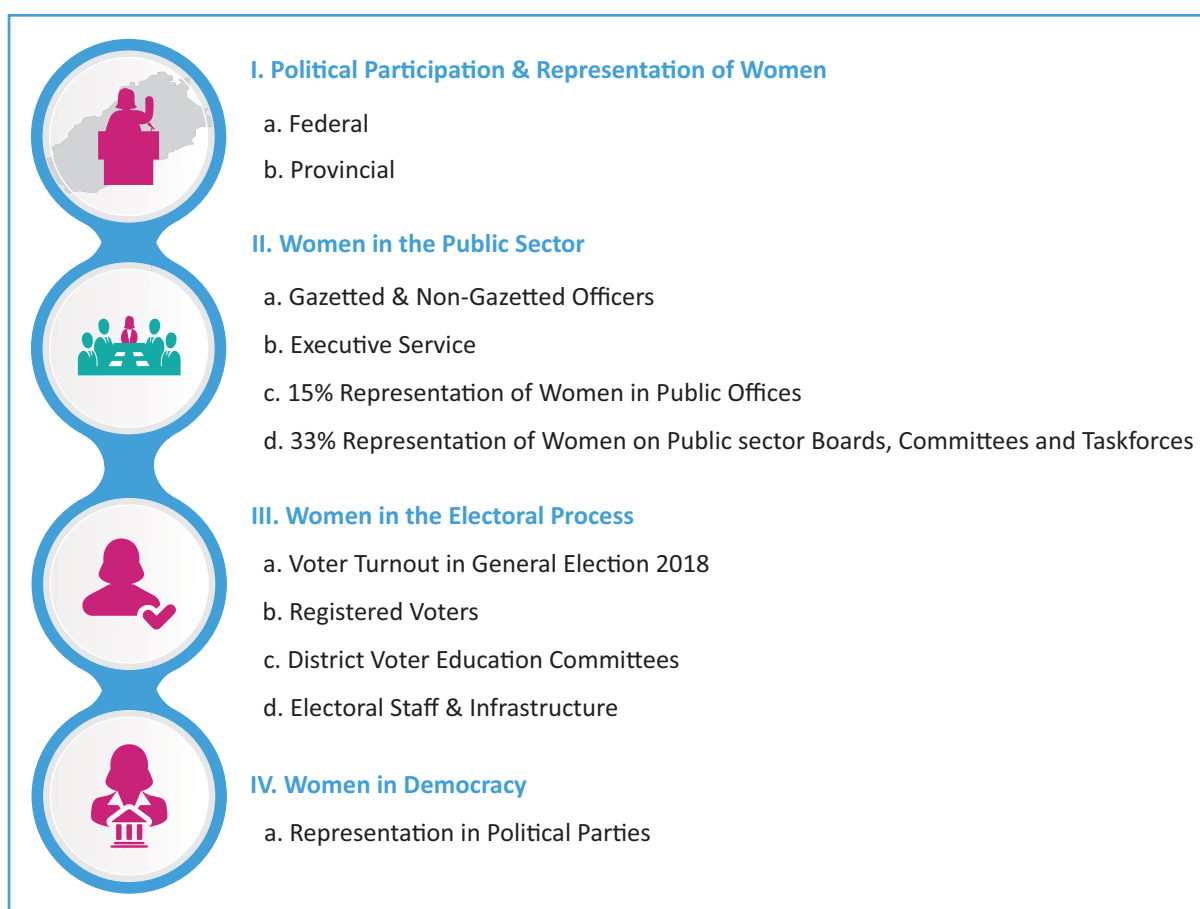 I. Political Participation & Representation of Women
a. Federal
b. Provincial
II. Women in the Public Sector
a. Gazetted & Non-Gazetted Officers
b. Executive Service
c. 15% Representation of Women in Public Offices
d. 33% Representation of Women on Public sector Boards, Committees and Taskforces
III. Women in the Electoral Process
a. Voter Turnout in General Election 2018
b. Registered Voters
c. District Voter Education Committees
d. Electoral Staff & Infrastructure
IV. Women in Democracy
a. Representation in Political Parties